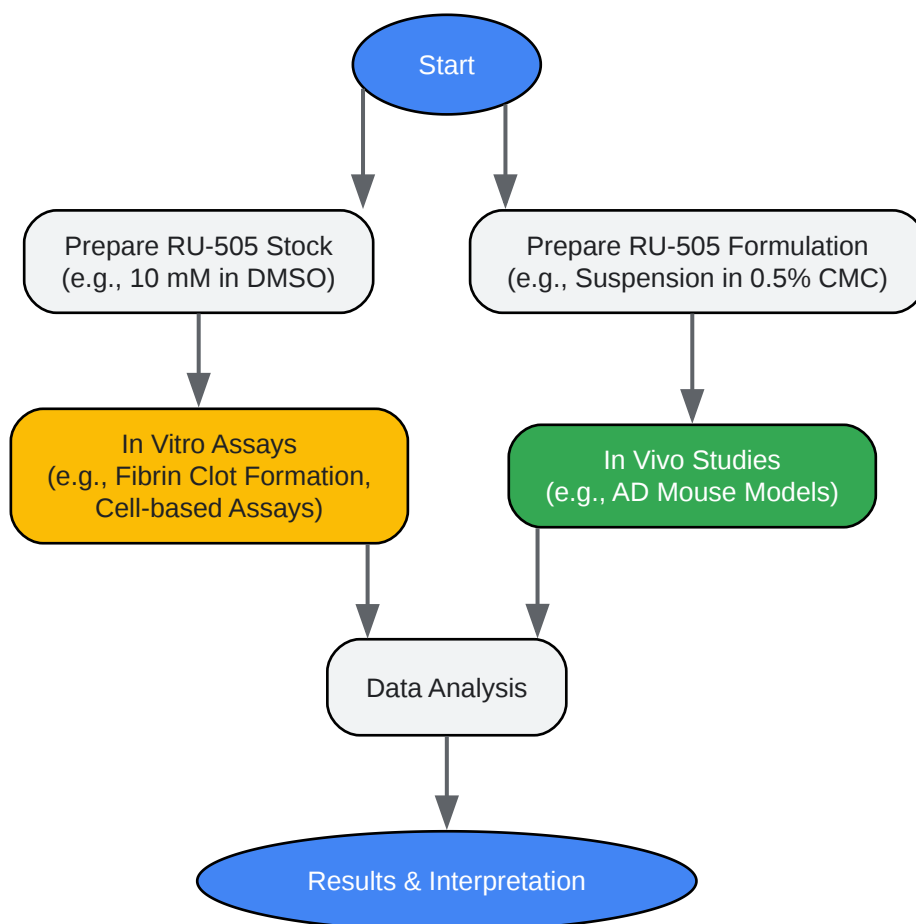 Start
Prepare RU-505 Stock
(e.g., 10 mM in DMSO)
Prepare RU-505 Formulation
(e.g., Suspension in 0.5% CMC)
In Vitro Assays
(e.g., Fibrin Clot Formation,
Cell-based Assays)
In Vivo Studies
(e.g., AD Mouse Models)
Data Analysis
Results & Interpretation